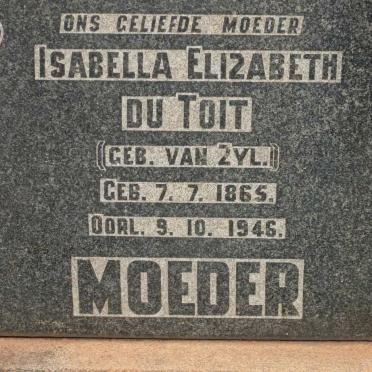 ONS GELIEFDE MOEDER
ISABELLA ELIZABETH
DU TOIT
(GEB. VAN ZYL.)
GEB. 7. 7. 1865.
OORL. 9. 10. 1946.
MOEDER